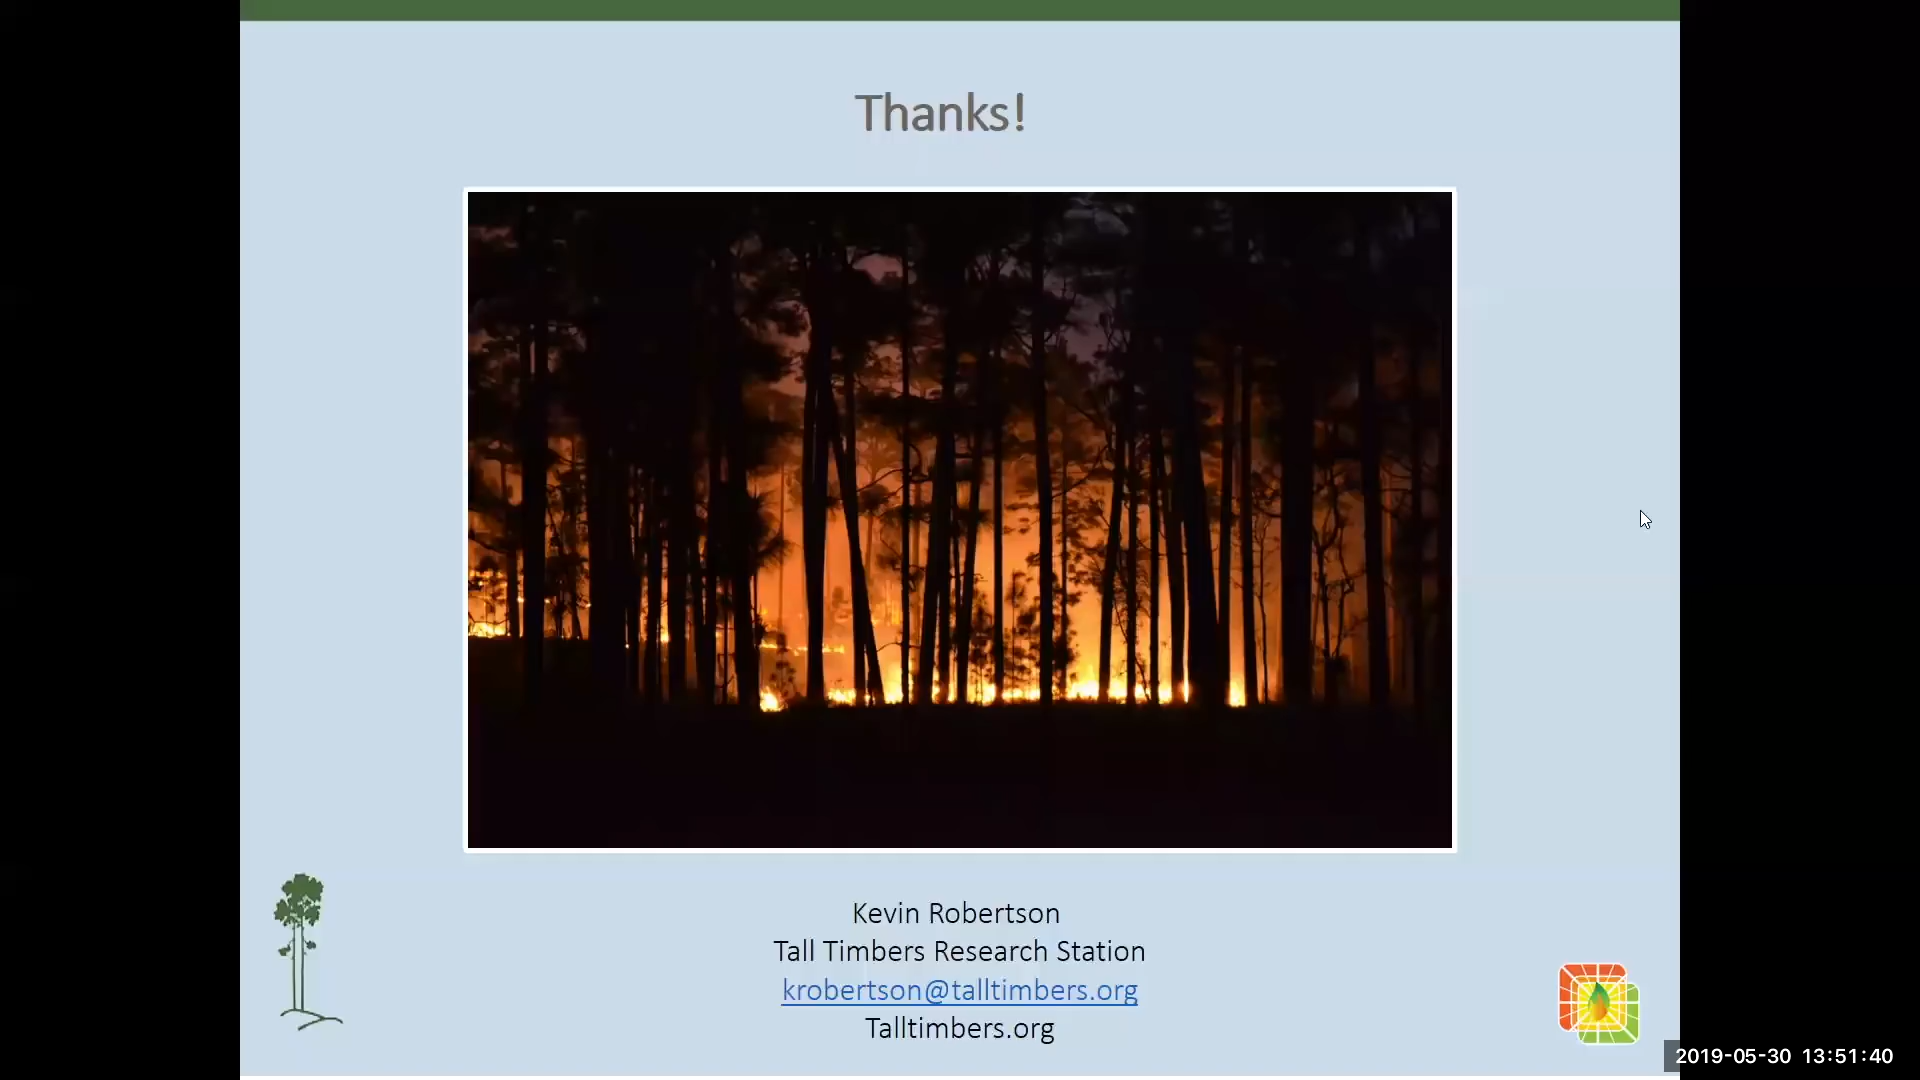 Thanks!
Kevin Robertson
Tall Timbers Research Station
krobertson@talltimbers.org
Talltimbers.org
2019-05-30 13:51:40